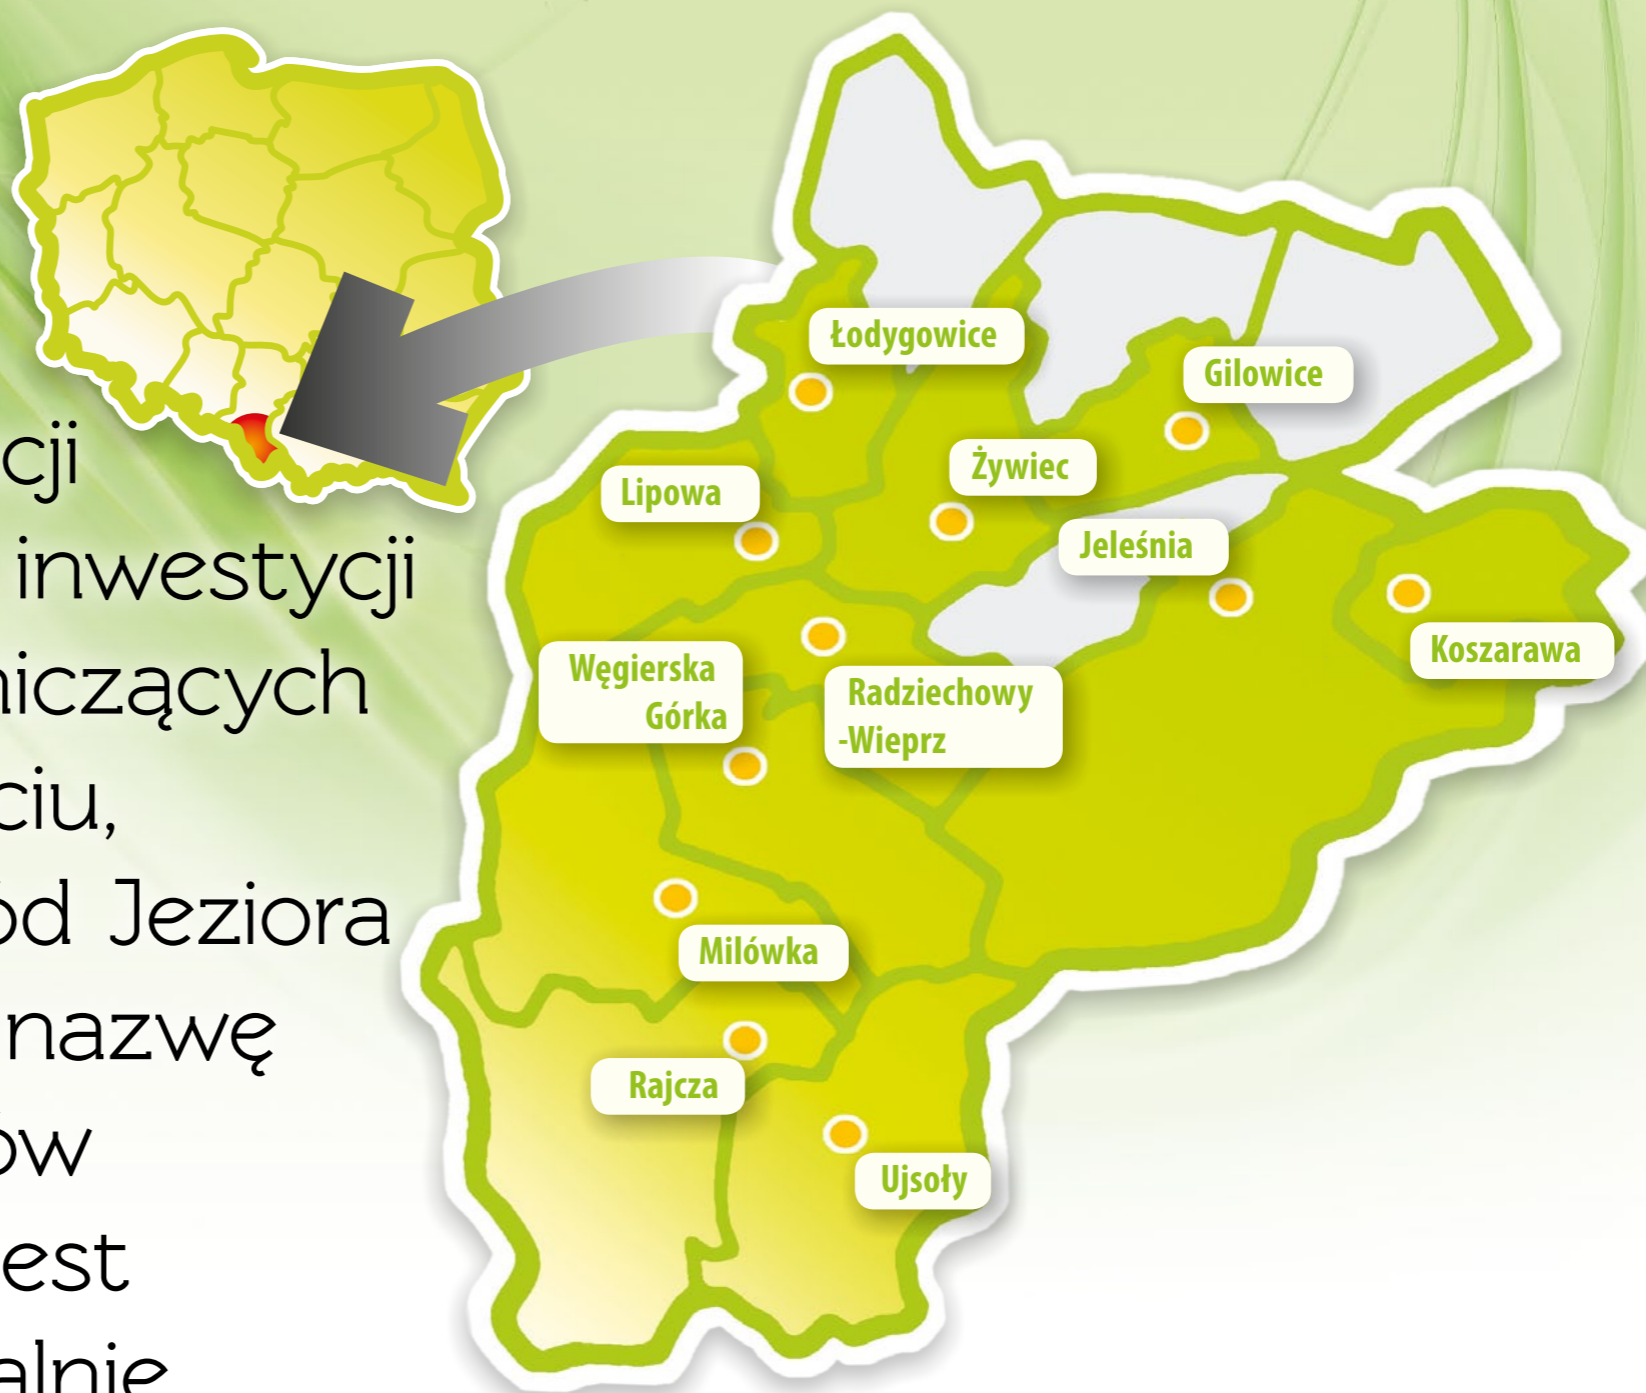 cji
inwestycji
niczących
ciu,
ód Jeziora
nazwę
ów
est
alnie
Łodygowice
Gilowice
Żywiec
Lipowa
Jeleśnia
Koszarawa
Węgierska
Górka
Radziechowy
-Wieprz
Milówka
Rajcza
Ujsoły